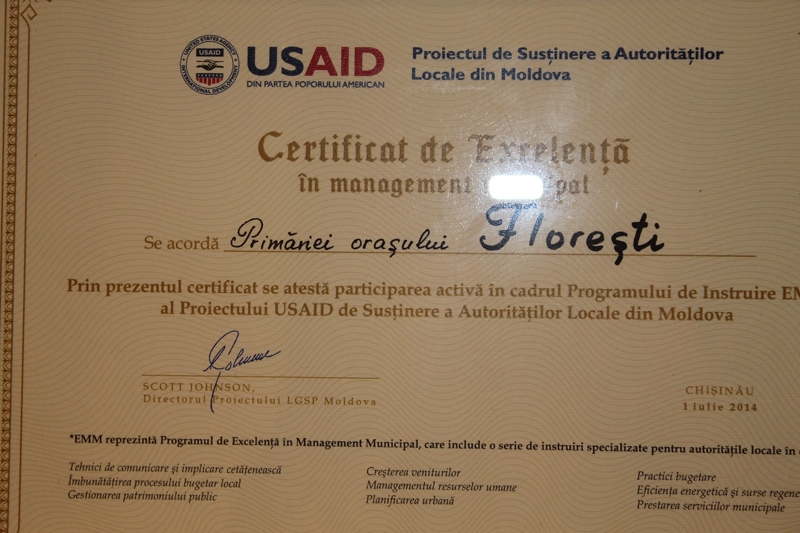 UNITED STATES AGENCY
USAID
INTERNATIONAL DEVELOPMENT
USAID
DIN PARTEA POPORULUI AMERICAN
Proiectul de Susținere a Autorităților
Locale din Moldova
Certificat de Excelență
în management
Se acordă Primăriei orașului Florești
Prin prezentul certificat se atestă participarea activă în cadrul Programului de Instruire
al Proiectului USAID de Susținere a Autorităților Locale din Moldova
SCOTT JOHNSON,
Directorul Proiectului LGSP Moldova
CHIȘINĂU
1 iulie 2014
*EMM reprezintă Programul de Excelență în Management Municipal, care include o serie de instruiri specializate pentru autoritățile locale în
Tehnici de comunicare și implicare cetățenească
Îmbunătățirea procesului bugetar local
Gestionarea patrimoniului public
Creșterea veniturilor
Managementul resurselor umane
Planificarea urbană
Practici bugetare
Eficiența energetică și surse
Prestarea serviciilor municipale